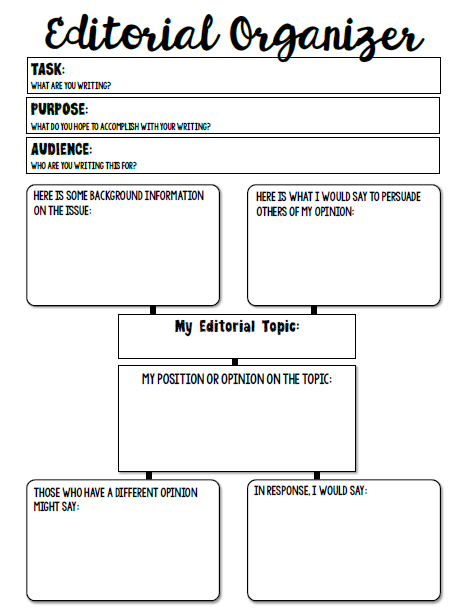 Editorial Organizer
TASK:
WHAT ARE YOU WRITING?
PURPOSE:
WHAT DO YOU HOPE TO ACCOMPLISH WITH YOUR WRITING?
AUDIENCE:
WHO ARE YOU WRITING THIS FOR?
HERE IS SOME BACKGROUND INFORMATION
ON THE ISSUE:
HERE IS WHAT I WOULD SAY TO PERSUADE
OTHERS OF MY OPINION:
My Editorial Topic:
MY POSITION OR OPINION ON THE TOPIC:
THOSE WHO HAVE A DIFFERENT OPINION
MIGHT SAY:
IN RESPONSE, I WOULD SAY: